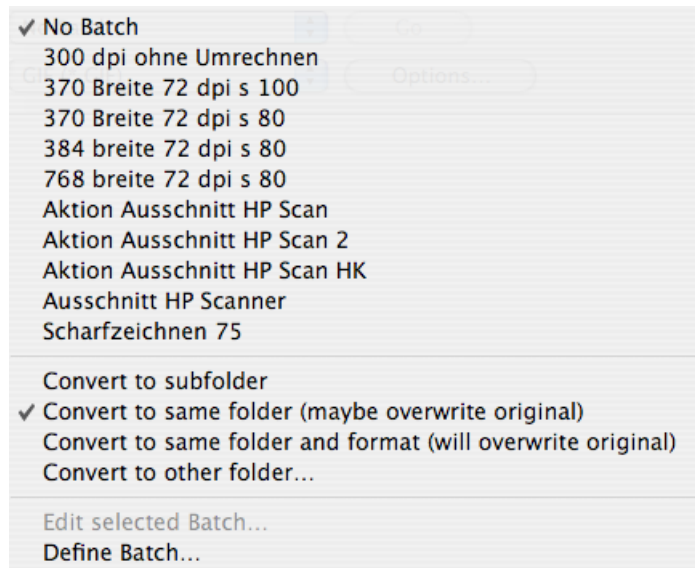 ✓ No Batch
300 dpi ohne Umrechnen
370 Breite 72 dpi s 100
370 Breite 72 dpi s 80
384 breite 72 dpi s 80
768 breite 72 dpi s 80
Aktion Ausschnitt HP Scan
Aktion Ausschnitt HP Scan 2
Aktion Ausschnitt HP Scan HK
Ausschnitt HP Scanner
Scharfzeichnen 75
Convert to subfolder
✓ Convert to same folder (maybe overwrite original)
Convert to same folder and format (will overwrite original)
Convert to other folder...
Edit selected Batch...
Define Batch...
Go
Options...